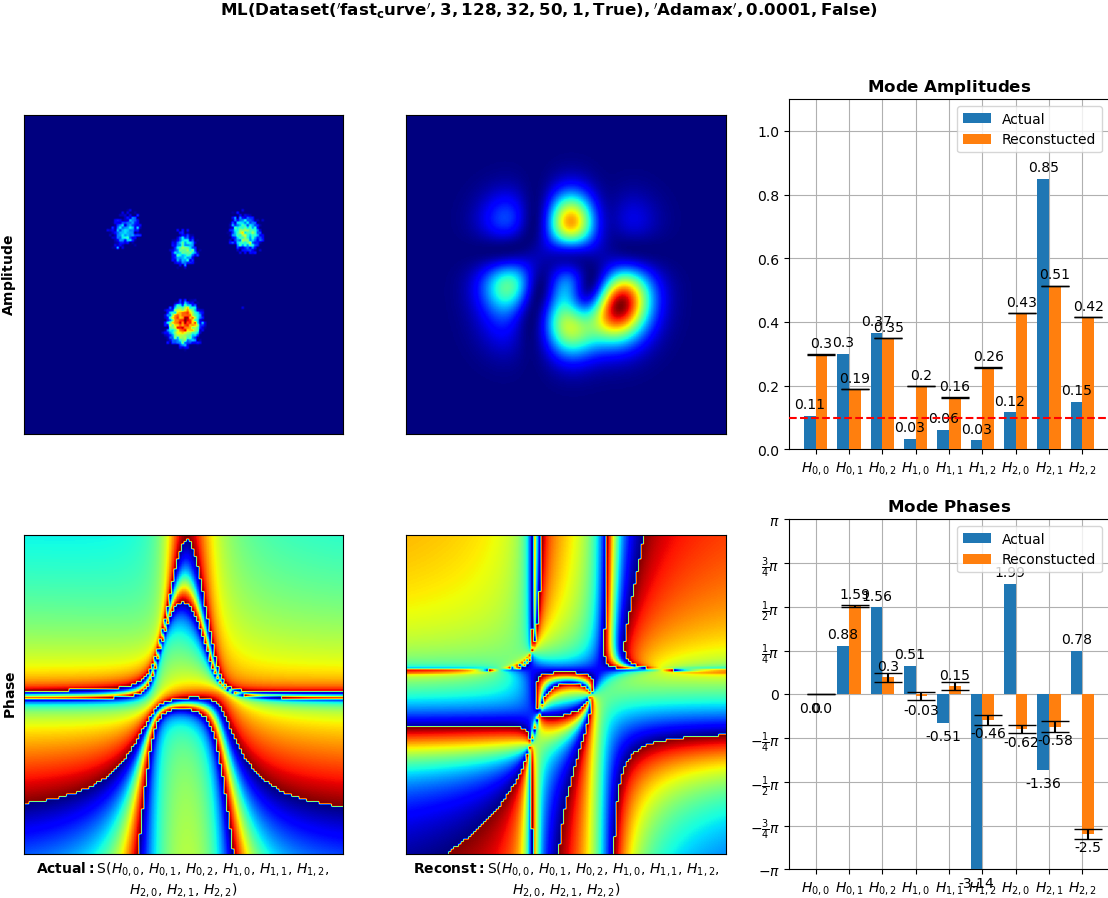 ML(Dataset('fast_curve', 3, 128, 32, 50, 1, True), 'Adamax', 0.0001, False)
Mode Amplitudes
Actual
Reconstucted
1.0
0.8
0.6
0.4
0.2
0.0
0.11
0.3
0.3
0.19
0.37
0.35
0.03
0.2
0.06
0.16
0.03
0.26
0.12
0.43
0.85
0.51
0.15
0.42
H0,0 H0,1 H0,2 H1,0 H1,1 H1,2 H2,0 H2,1 H2,2
Amplitude
Mode Phases
Actual
Reconstucted
π
3/4π
1/2π
1/4π
0
−1/4π
−1/2π
−3/4π
−π
0.0
0.0
0.88
1.59
1.56
0.3
0.51
-0.03
-0.51
0.15
-3.14
-0.46
1.99
-0.62
-1.36
-0.58
0.78
-2.5
H0,0 H0,1 H0,2 H1,0 H1,1 H1,2 H2,0 H2,1 H2,2
Phase
Actual: S(H0,0, H0,1, H0,2, H1,0, H1,1, H1,2,
H2,0, H2,1, H2,2)
Reconst: S(H0,0, H0,1, H0,2, H1,0, H1,1, H1,2,
H2,0, H2,1, H2,2)